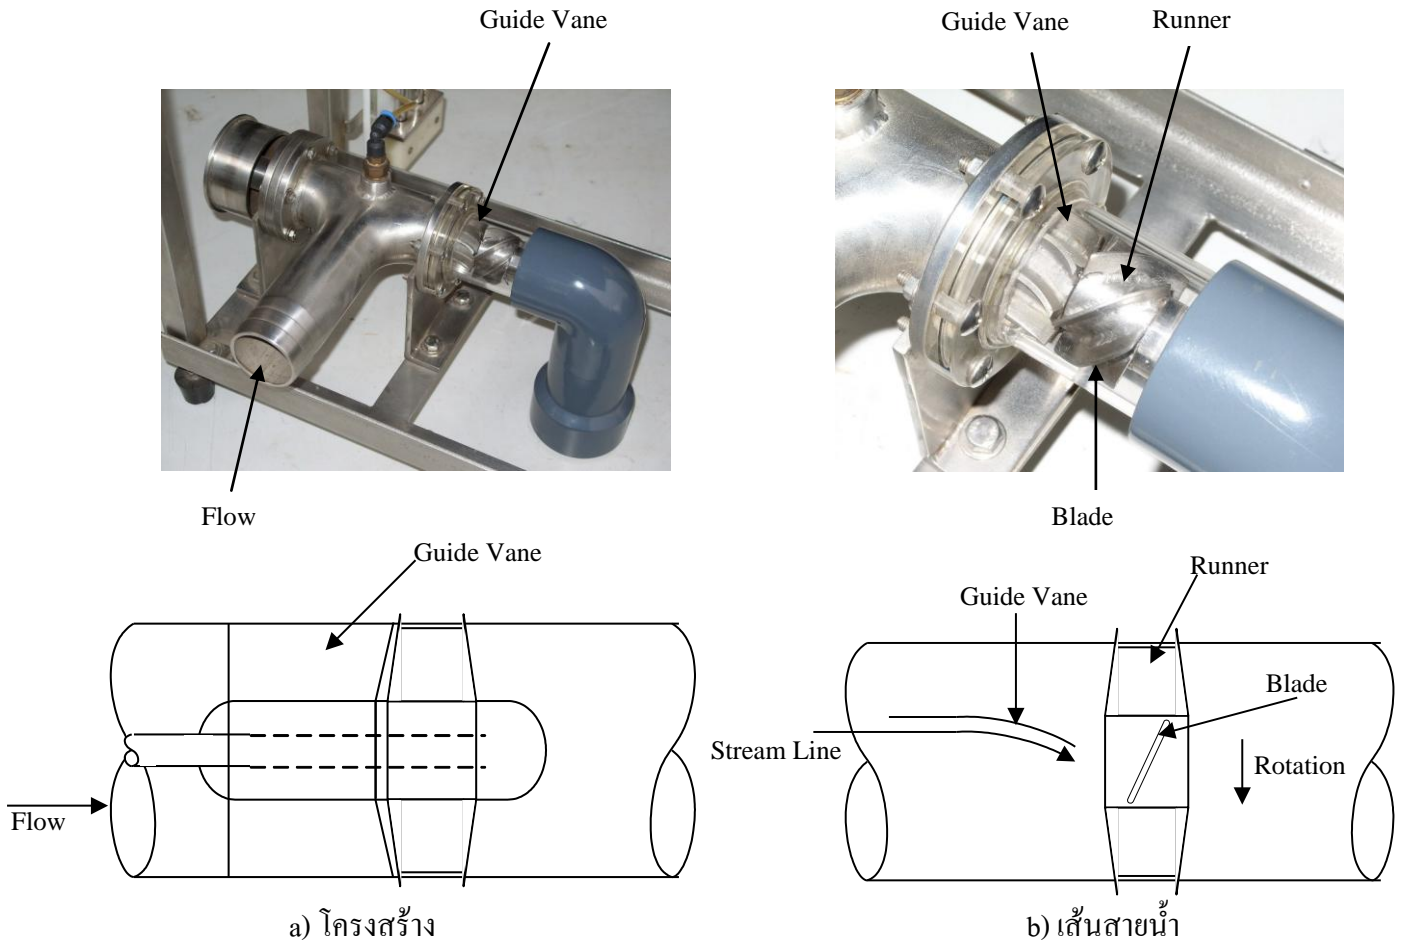 Guide Vane
Guide Vane
Runner
Flow
Blade
Guide Vane
Flow
Runner
Guide Vane
Blade
Stream Line
Rotation
a) โครงสร้าง
b) เส้นสายน้ำ